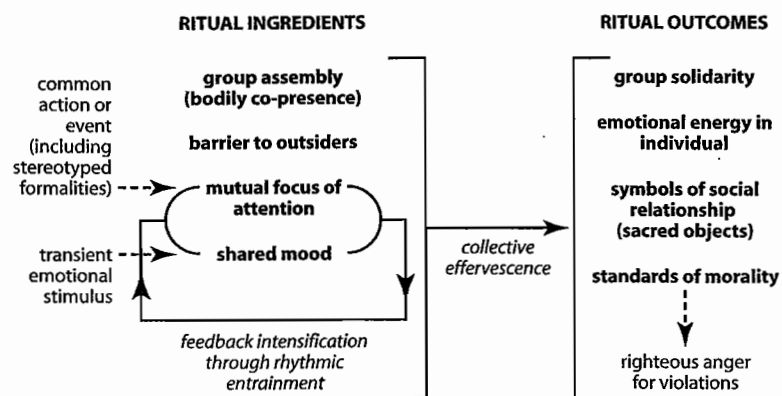 RITUAL INGREDIENTS
common
action or
event
(including
stereotyped
formalities)
transient
emotional
stimulus
group assembly
(bodily co-presence)
barrier to outsiders
mutual focus of
attention
shared mood
feedback intensification
through rhythmic
entrainment
collective
effervescence
RITUAL OUTCOMES
group solidarity
emotional energy in
individual
symbols of social
relationship
(sacred objects)
standards of morality
righteous anger
for violations